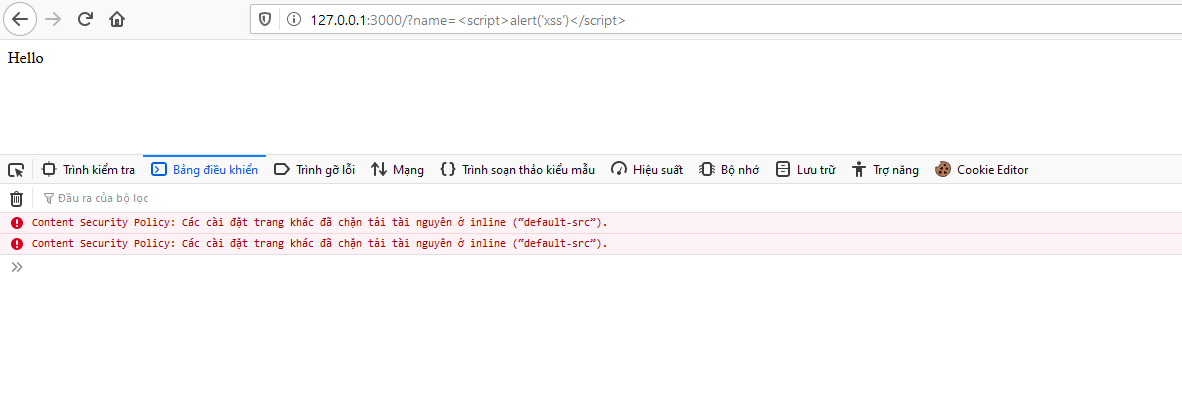 127.0.0.1:3000/?name=<script>alert('xss')</script>
Hello
Trình kiểm tra Bảng điều khiển Trình gỡ lỗi Mạng Trình soạn thảo kiểu mẫu Hiệu suất Bộ nhớ Lưu trữ Trợ năng Cookie Editor
Đầu ra của bộ lọc
Content Security Policy: Các cài đặt trang khác đã chặn tải tài nguyên ở inline (“default-src”).
Content Security Policy: Các cài đặt trang khác đã chặn tải tài nguyên ở inline (“default-src”).